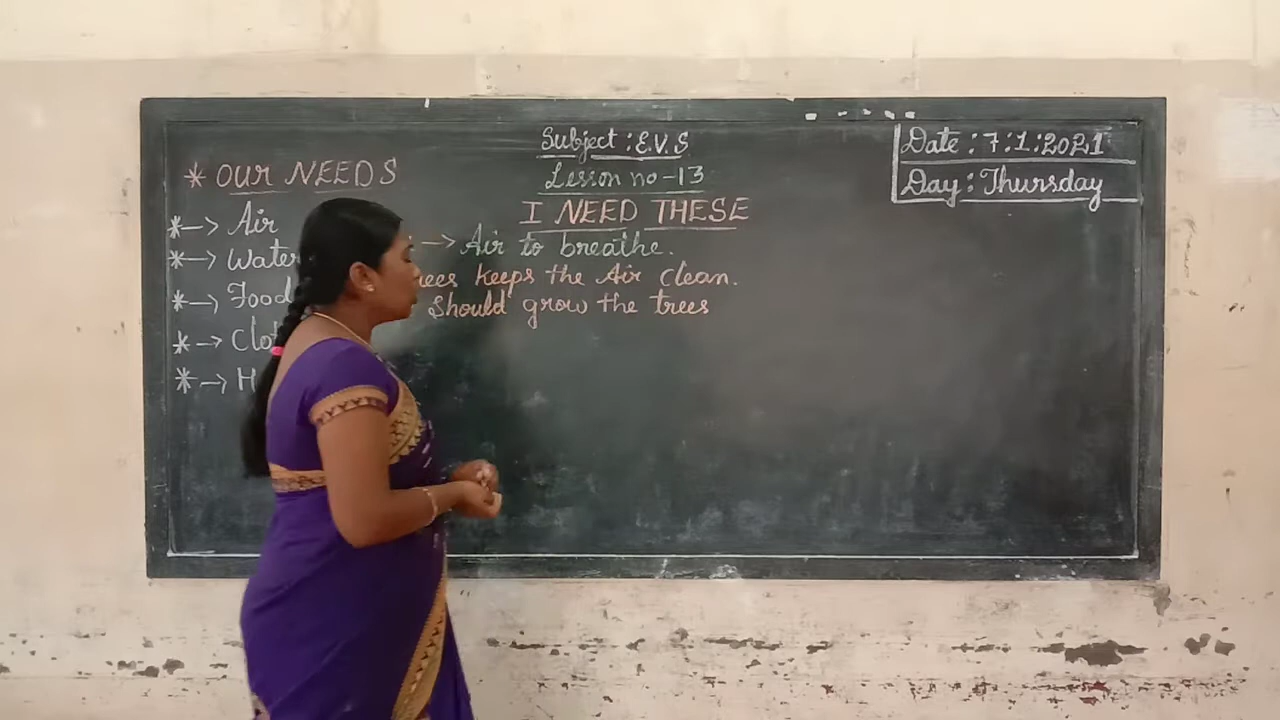 Subject : E.V.S
Lesson no -13
I NEED THESE
Date : 7:1:2021
Day : Thursday
* OUR NEEDS
* -> Air
* -> Water
* -> Food
* ->
* ->
-> Air to breathe.
keeps the Air clean.
Should grow the trees